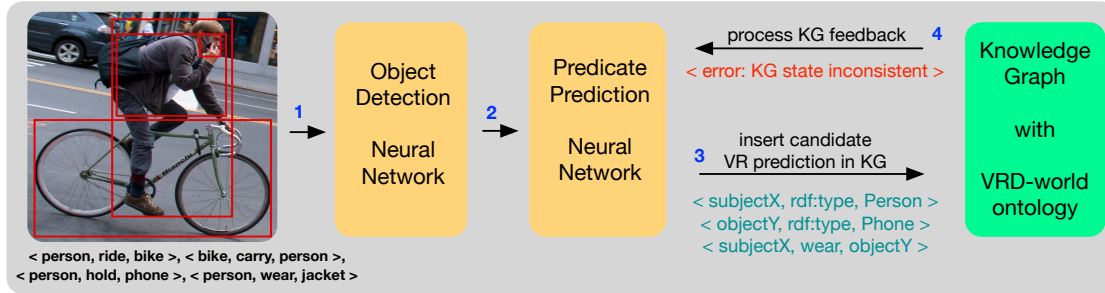 < person, ride, bike >, < bike, carry, person >,
< person, hold, phone >, < person, wear, jacket >
Bianchi
1
Object
Detection
Neural
Network
2
Predicate
Prediction
Neural
Network
process KG feedback
4
< error: KG state inconsistent >
3
insert candidate
VR prediction in KG
< subjectX, rdf:type, Person >
< objectY, rdf:type, Phone >
< subjectX, wear, objectY >
Knowledge
Graph
with
VRD-world
ontology